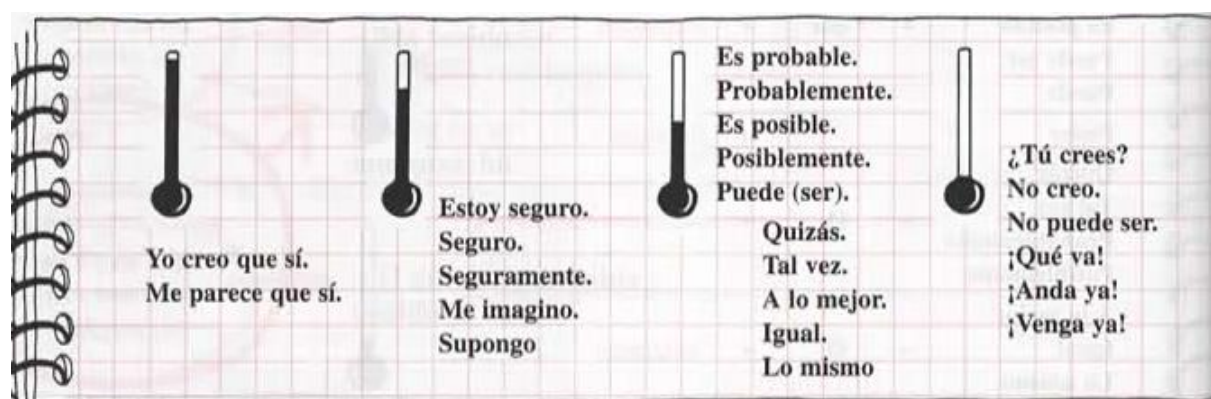 Yo creo que sí.
Me parece que sí.
Estoy seguro.
Seguro.
Seguramente.
Me imagino.
Supongo
Es probable.
Probablemente.
Es posible.
Posiblemente.
Puede (ser).
Quizás.
Tal vez.
A lo mejor.
Igual.
Lo mismo
¿Tú crees?
No creo.
No puede ser.
¡Qué va!
¡Anda ya!
¡Venga ya!